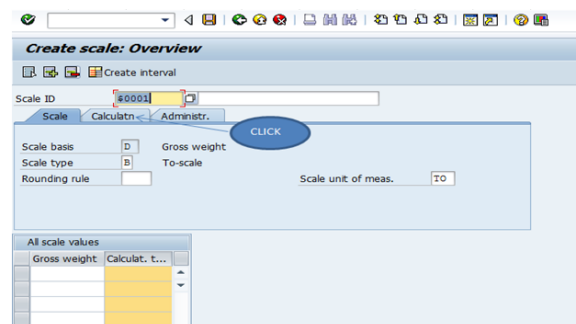 Create scale: Overview
Create interval
Scale ID $0001
Scale Calculatn Administr.
CLICK
Scale basis D Gross weight
Scale type B To-scale
Rounding rule Scale unit of meas. TO
All scale values
Gross weight Calculat. t...